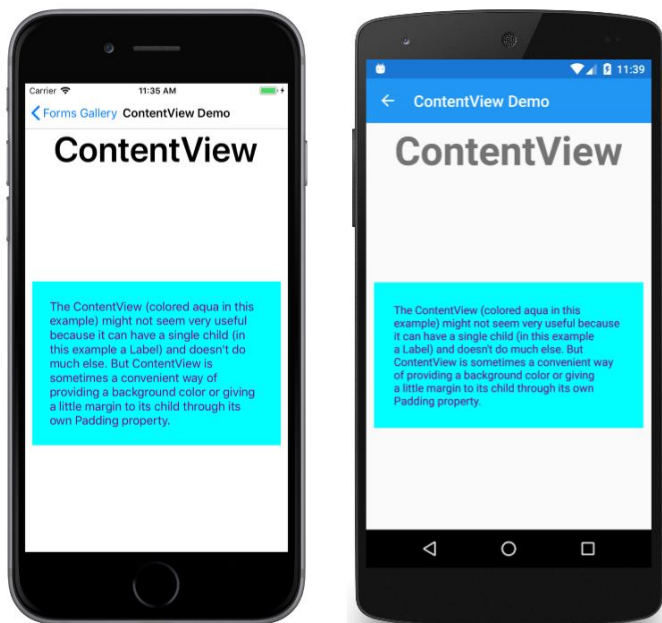 Carrier 11:35 AM
Forms Gallery ContentView Demo
ContentView
The ContentView (colored aqua in this
example) might not seem very useful
because it can have a single child (in
this example a Label) and doesn't do
much else. But ContentView is
sometimes a convenient way of
providing a background color or giving
a little margin to its child through its
own Padding property.
11:39
ContentView Demo
ContentView
The ContentView (colored aqua in this
example) might not seem very useful because
it can have a single child (in this example
a Label) and doesn't do much else. But
ContentView is sometimes a convenient way
of providing a background color or giving
a little margin to its child through its own
Padding property.